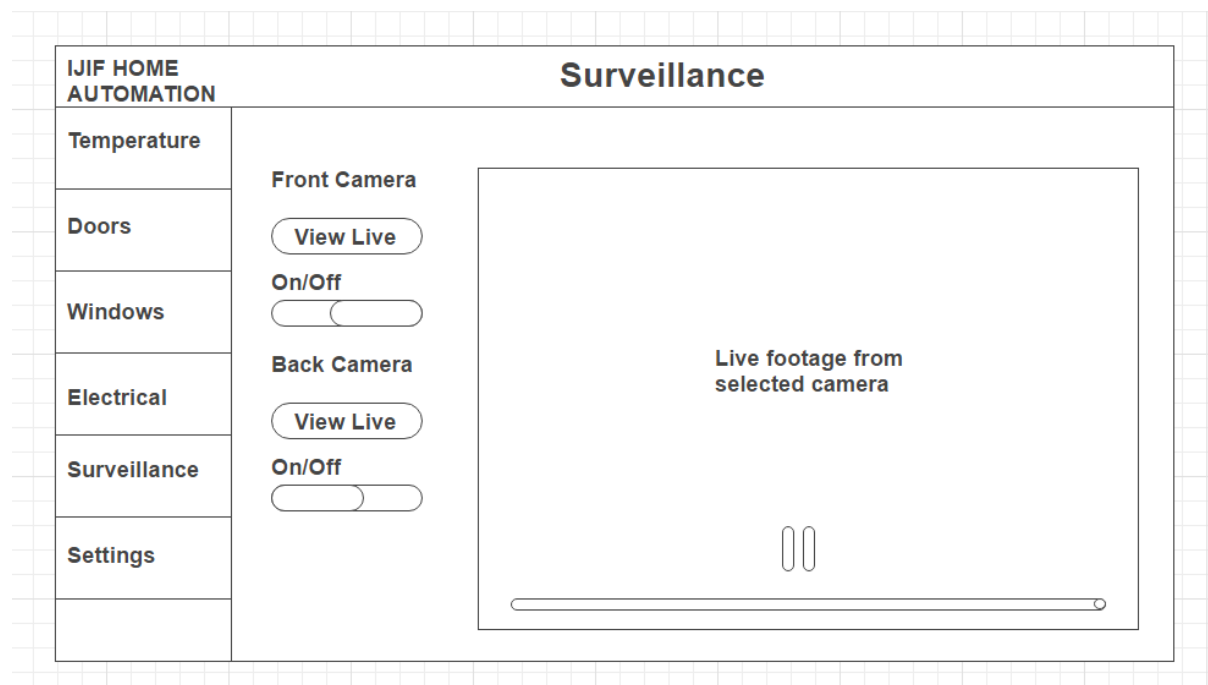 IJIF HOME
AUTOMATION
Surveillance
Temperature
Doors
Windows
Electrical
Surveillance
Settings
Front Camera
View Live
On/Off
Back Camera
View Live
On/Off
Live footage from
selected camera